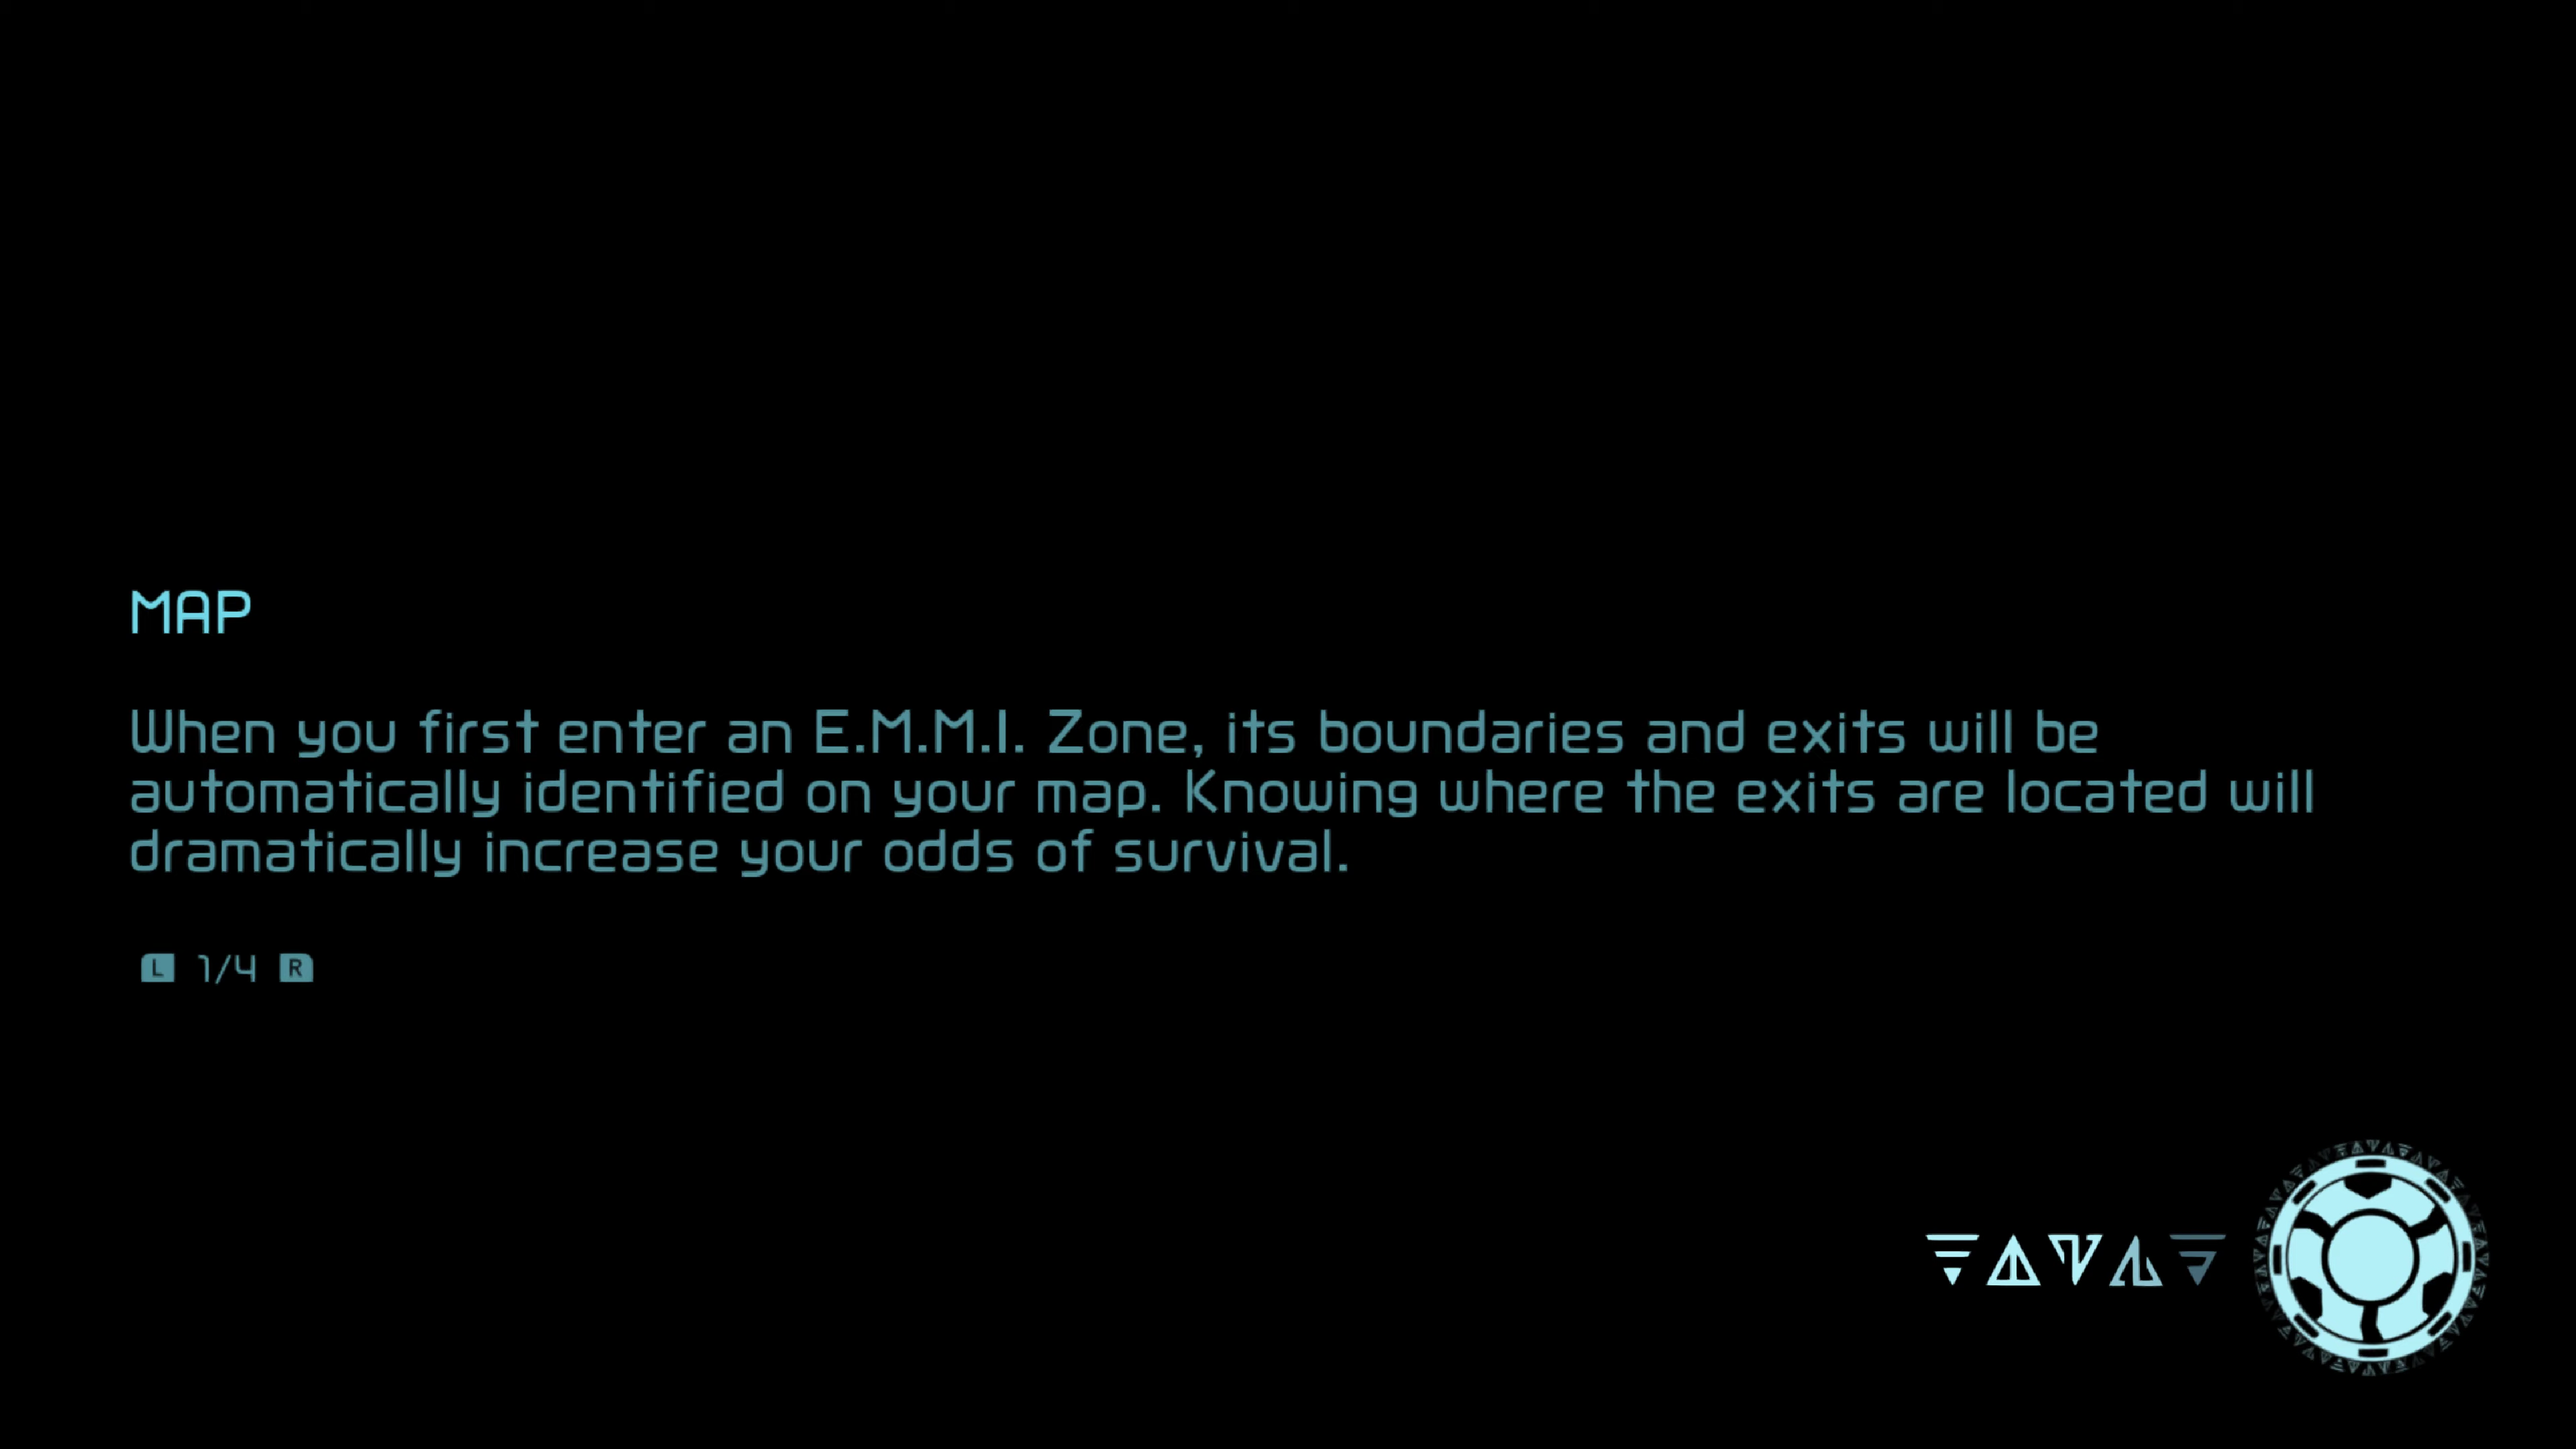 MAP
When you first enter an E.M.M.I. Zone, its boundaries and exits will be
automatically identified on your map. Knowing where the exits are located will
dramatically increase your odds of survival.
L 1/4 R